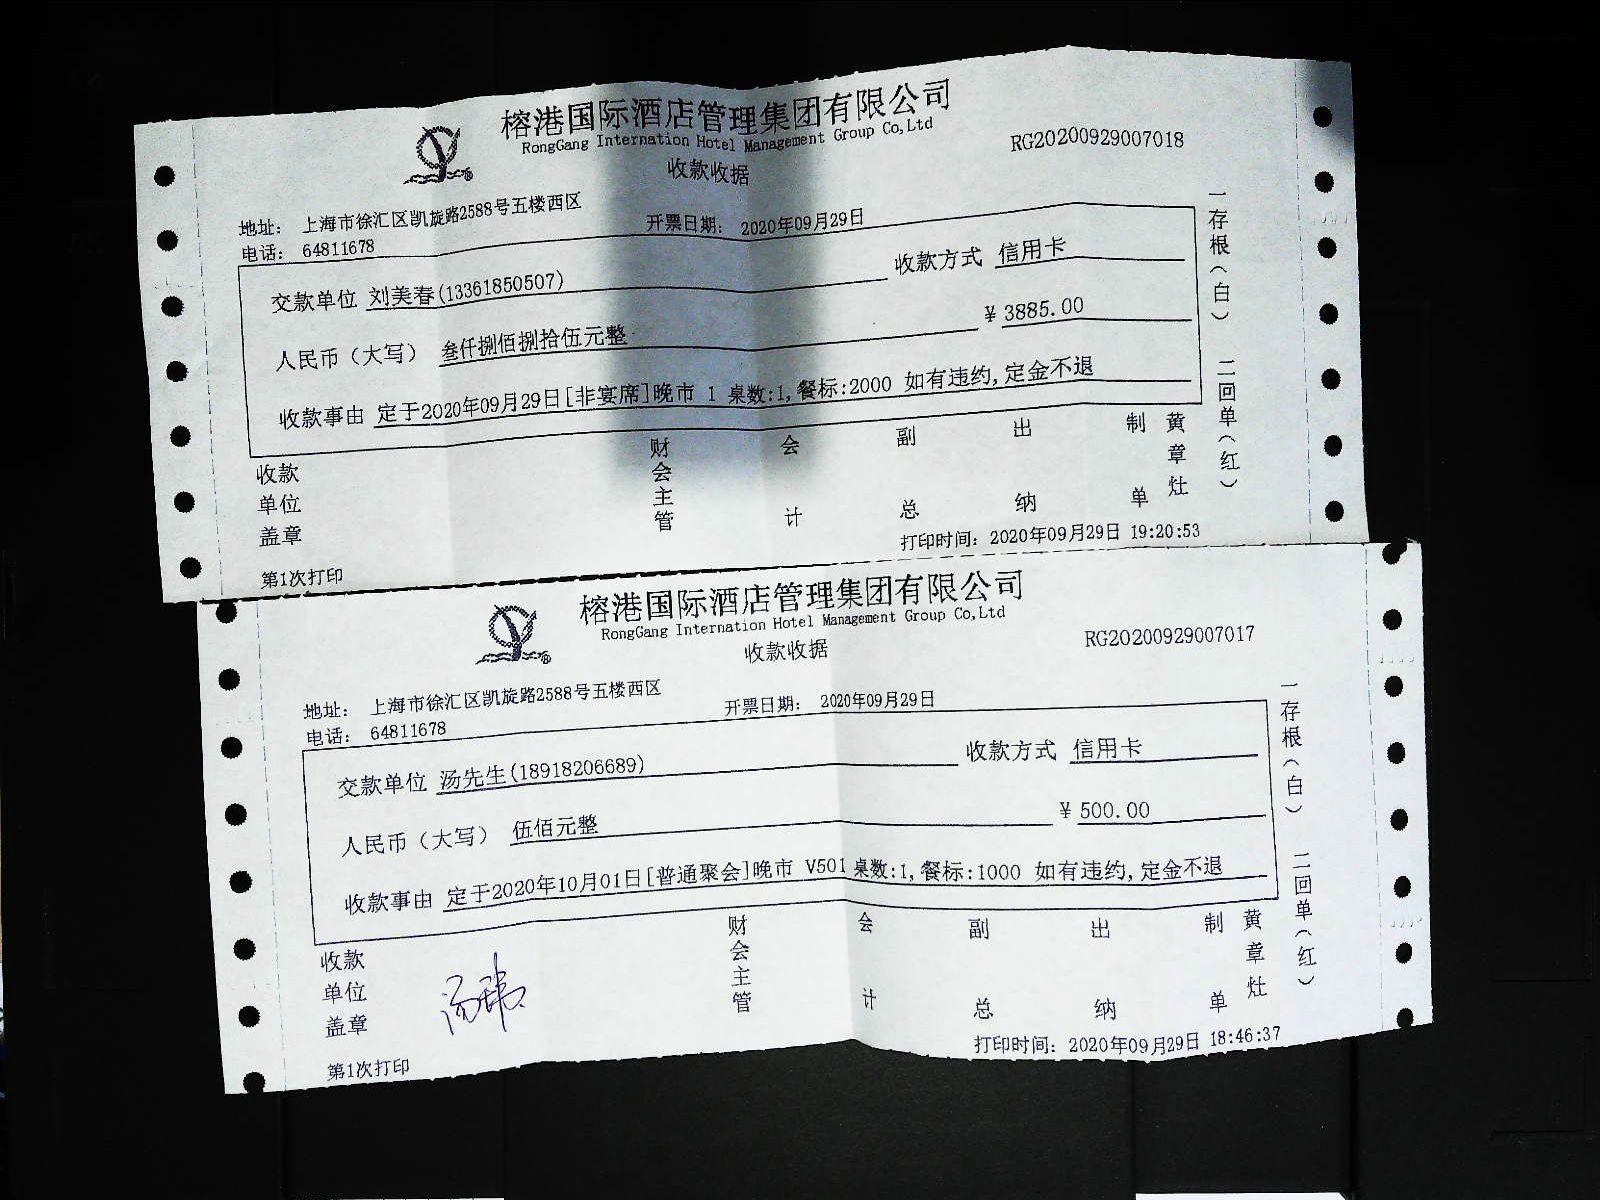 榕港国际酒店管理集团有限公司
RongGang International Hotel Management Group Co,Ltd
收款收据
RG20200929007018
地址： 上海市徐汇区凯旋路2588号五楼西区
开票日期： 2020年09月29日
电话： 64811678
交款单位 刘美春(13361850507)
收款方式 信用卡
人民币（大写） 叁仟捌佰捌拾伍元整
¥ 3885.00
收款事由 定于2020年09月29日[非宴席]晚市 1 桌数:1,餐标:2000 如有违约,定金不退
一存根（白） 二回单（红）
收款单位盖章
财会主管
会计
副总
出纳
制单
黄章灶
打印时间： 2020年09月29日 19:20:53
第1次打印
榕港国际酒店管理集团有限公司
RongGang International Hotel Management Group Co,Ltd
收款收据
RG20200929007017
地址： 上海市徐汇区凯旋路2588号五楼西区
开票日期： 2020年09月29日
电话： 64811678
交款单位 汤先生(18918206689)
收款方式 信用卡
人民币（大写） 伍佰元整
¥ 500.00
收款事由 定于2020年10月01日[普通聚会]晚市 V501 桌数:1,餐标:1000 如有违约,定金不退
一存根（白） 二回单（红）
收款单位盖章
财会主管
会计
副总
出纳
制单
黄章灶
打印时间： 2020年09月29日 18:46:37
第1次打印